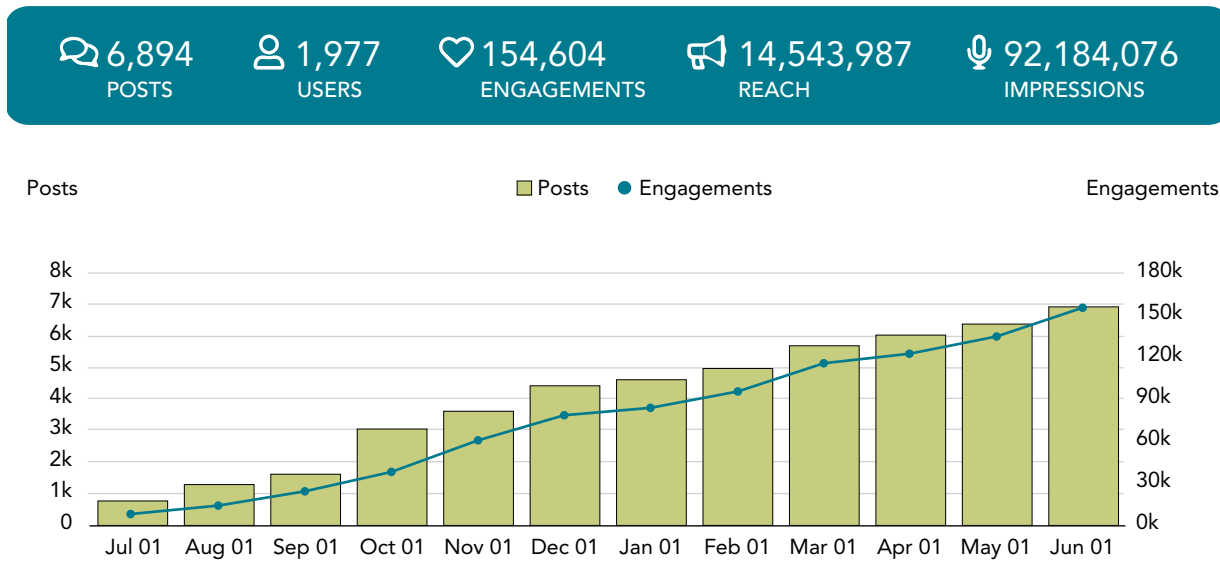 6,894 1,977 154,604 14,543,987 92,184,076
POSTS USERS ENGAGEMENTS REACH IMPRESSIONS
Posts Posts Engagements Engagements
8k 180k
7k 150k
6k 120k
5k 90k
4k 60k
3k 30k
2k 0k
1k
0
Jul 01 Aug 01 Sep 01 Oct 01 Nov 01 Dec 01 Jan 01 Feb 01 Mar 01 Apr 01 May 01 Jun 01